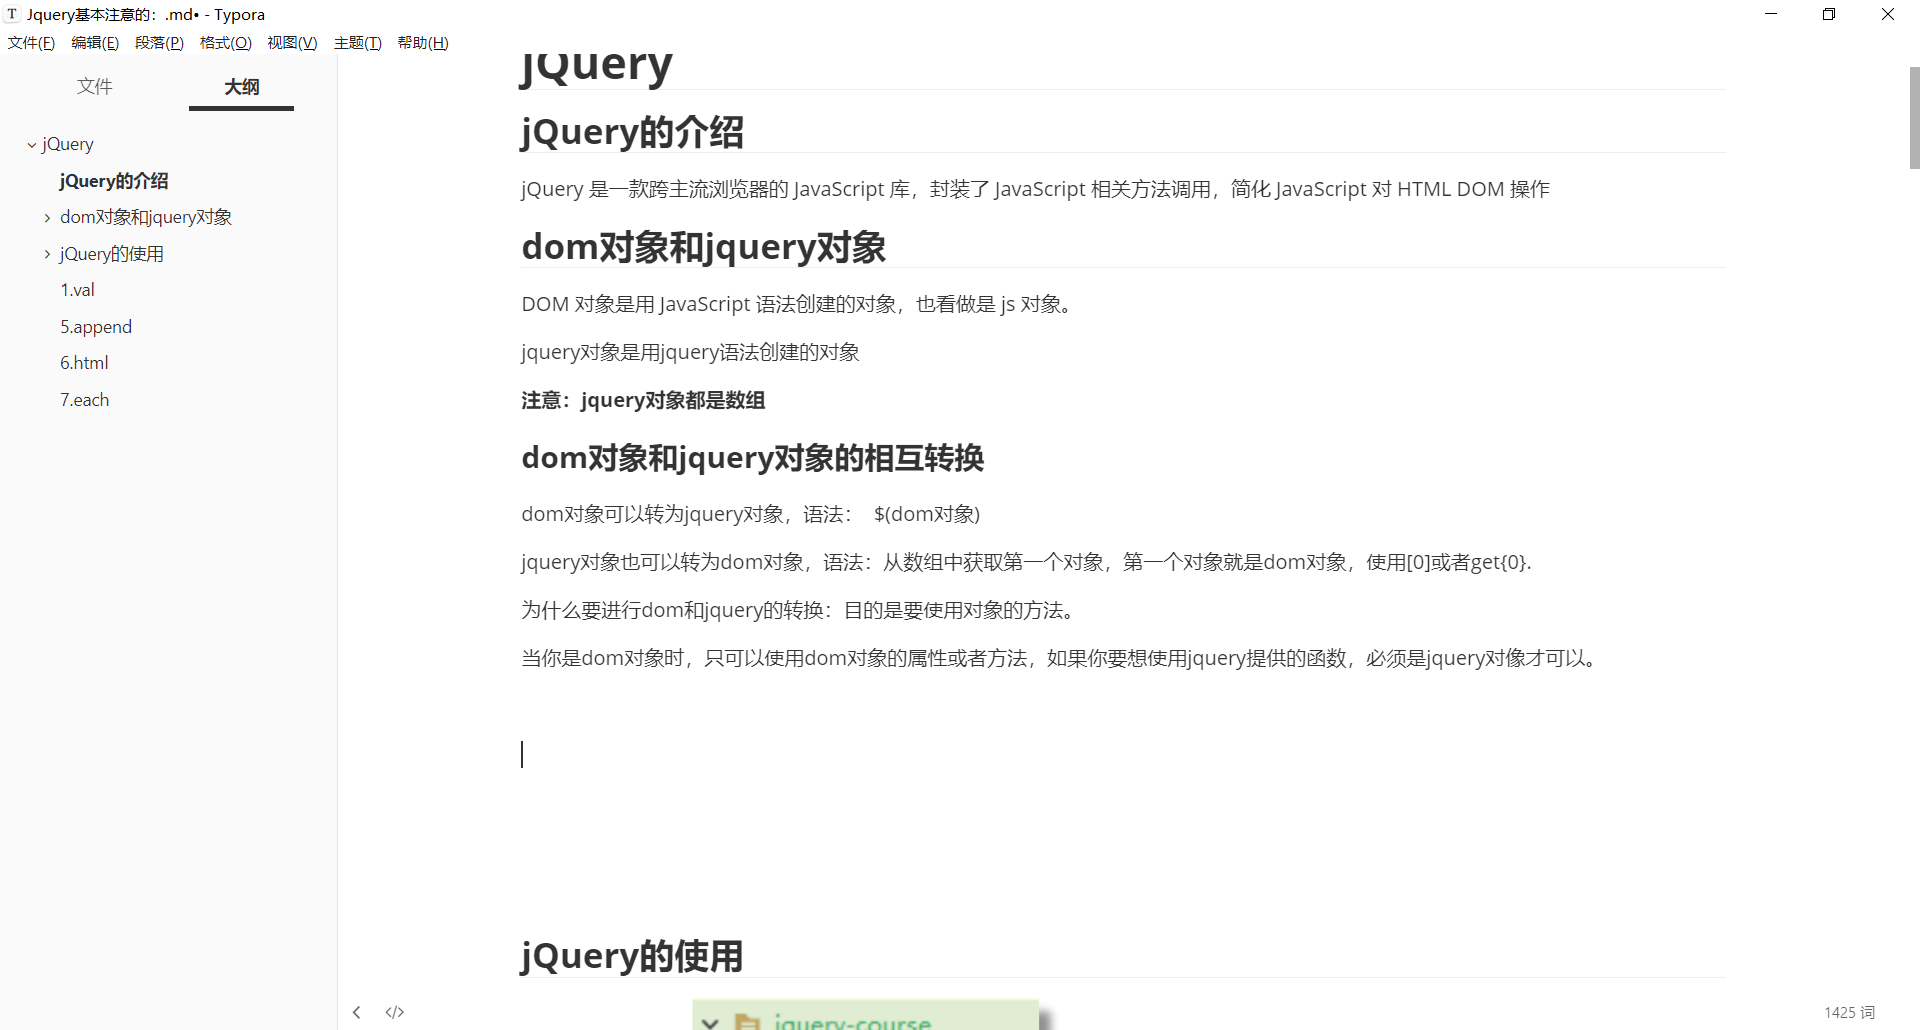 Jquery基本注意的：.md• - Typora
文件(F) 编辑(E) 段落(P) 格式(O) 视图(V) 主题(T) 帮助(H)
文件 大纲
jQuery
jQuery的介绍
dom对象和jquery对象
jQuery的使用
1.val
5.append
6.html
7.each
jQuery
jQuery的介绍
jQuery 是一款跨主流浏览器的 JavaScript 库，封装了 JavaScript 相关方法调用，简化 JavaScript 对 HTML DOM 操作
dom对象和jquery对象
DOM 对象是用 JavaScript 语法创建的对象，也看做是 js 对象。
jquery对象是用jquery语法创建的对象
注意：jquery对象都是数组
dom对象和jquery对象的相互转换
dom对象可以转为jquery对象，语法： $(dom对象)
jquery对象也可以转为dom对象，语法：从数组中获取第一个对象，第一个对象就是dom对象，使用[0]或者get{0}.
为什么要进行dom和jquery的转换：目的是要使用对象的方法。
当你是dom对象时，只可以使用dom对象的属性或者方法，如果你要想使用jquery提供的函数，必须是jquery对像才可以。
jQuery的使用
jquery-course
1425 词